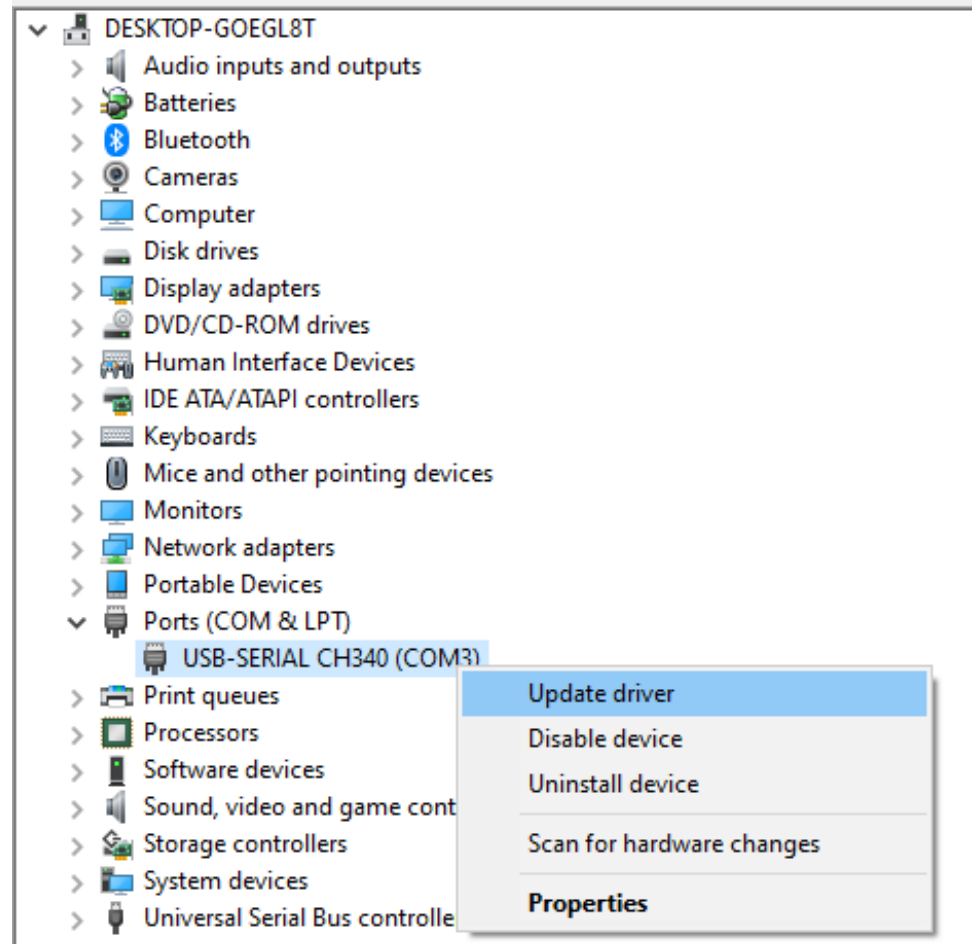 DESKTOP-GOEGL8T
Audio inputs and outputs
Batteries
Bluetooth
Cameras
Computer
Disk drives
Display adapters
DVD/CD-ROM drives
Human Interface Devices
IDE ATA/ATAPI controllers
Keyboards
Mice and other pointing devices
Monitors
Network adapters
Portable Devices
Ports (COM & LPT)
USB-SERIAL CH340 (COM3)
Print queues
Processors
Software devices
Sound, video and game cont
Storage controllers
System devices
Universal Serial Bus controlle
Update driver
Disable device
Uninstall device
Scan for hardware changes
Properties